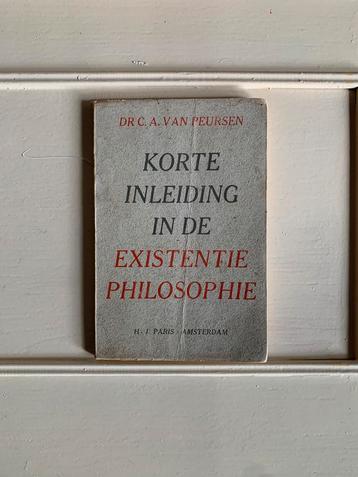 DR C. A. VAN PEURSEN
KORTE
INLEIDING
IN DE
EXISTENTIE
PHILOSOPHIE
H. J. PARIS - AMSTERDAM